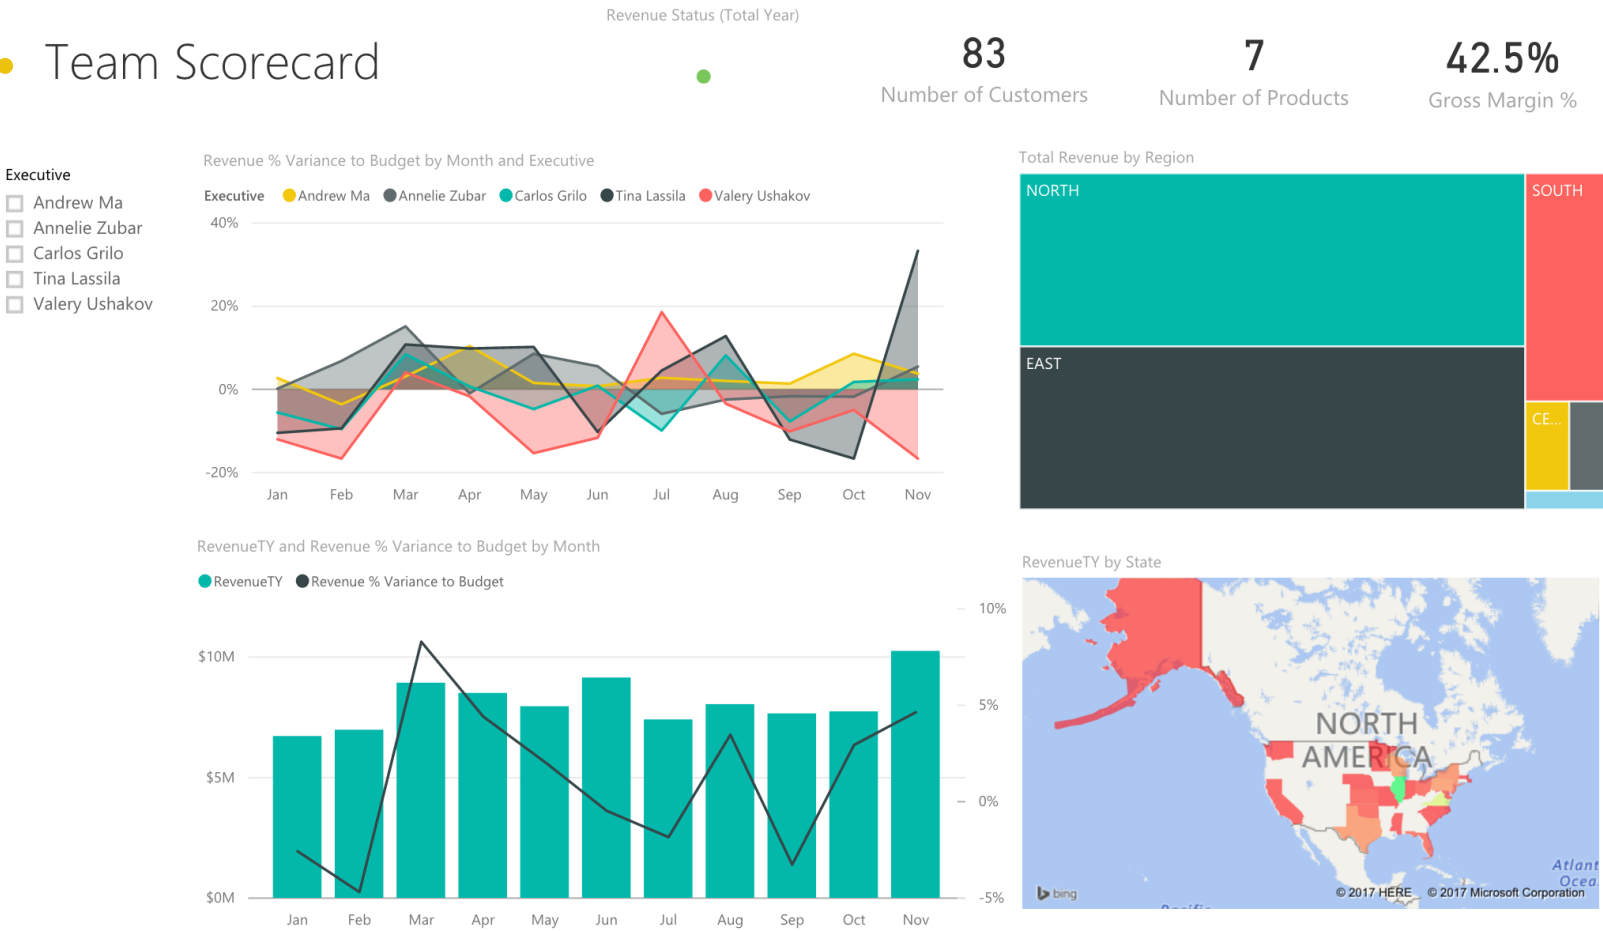 Revenue Status (Total Year)
Team Scorecard
83
Number of Customers
7
Number of Products
42.5%
Gross Margin %
Executive
Andrew Ma
Annelie Zubar
Carlos Grilo
Tina Lassila
Valery Ushakov
Revenue % Variance to Budget by Month and Executive
Executive Andrew Ma Annelie Zubar Carlos Grilo Tina Lassila Valery Ushakov
40%
20%
0%
-20%
Jan Feb Mar Apr May Jun Jul Aug Sep Oct Nov
Total Revenue by Region
NORTH
SOUTH
EAST
CE...
RevenueTY and Revenue % Variance to Budget by Month
RevenueTY Revenue % Variance to Budget
$10M
$5M
$0M
10%
5%
0%
-5%
Jan Feb Mar Apr May Jun Jul Aug Sep Oct Nov
RevenueTY by State
NORTH
AMERICA
Atlant
Ocea
bing
© 2017 HERE © 2017 Microsoft Corporation